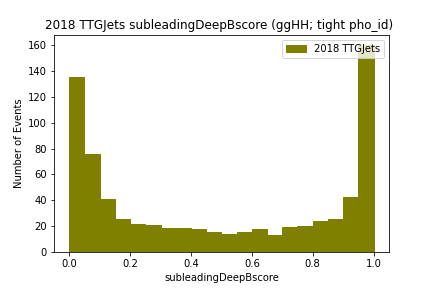 2018 TTGJets subleadingDeepBscore (ggHH; tight pho_id)
2018 TTGJets
160
140
120
100
80
60
40
20
0
Number of Events
0.0 0.2 0.4 0.6 0.8 1.0
subleadingDeepBscore